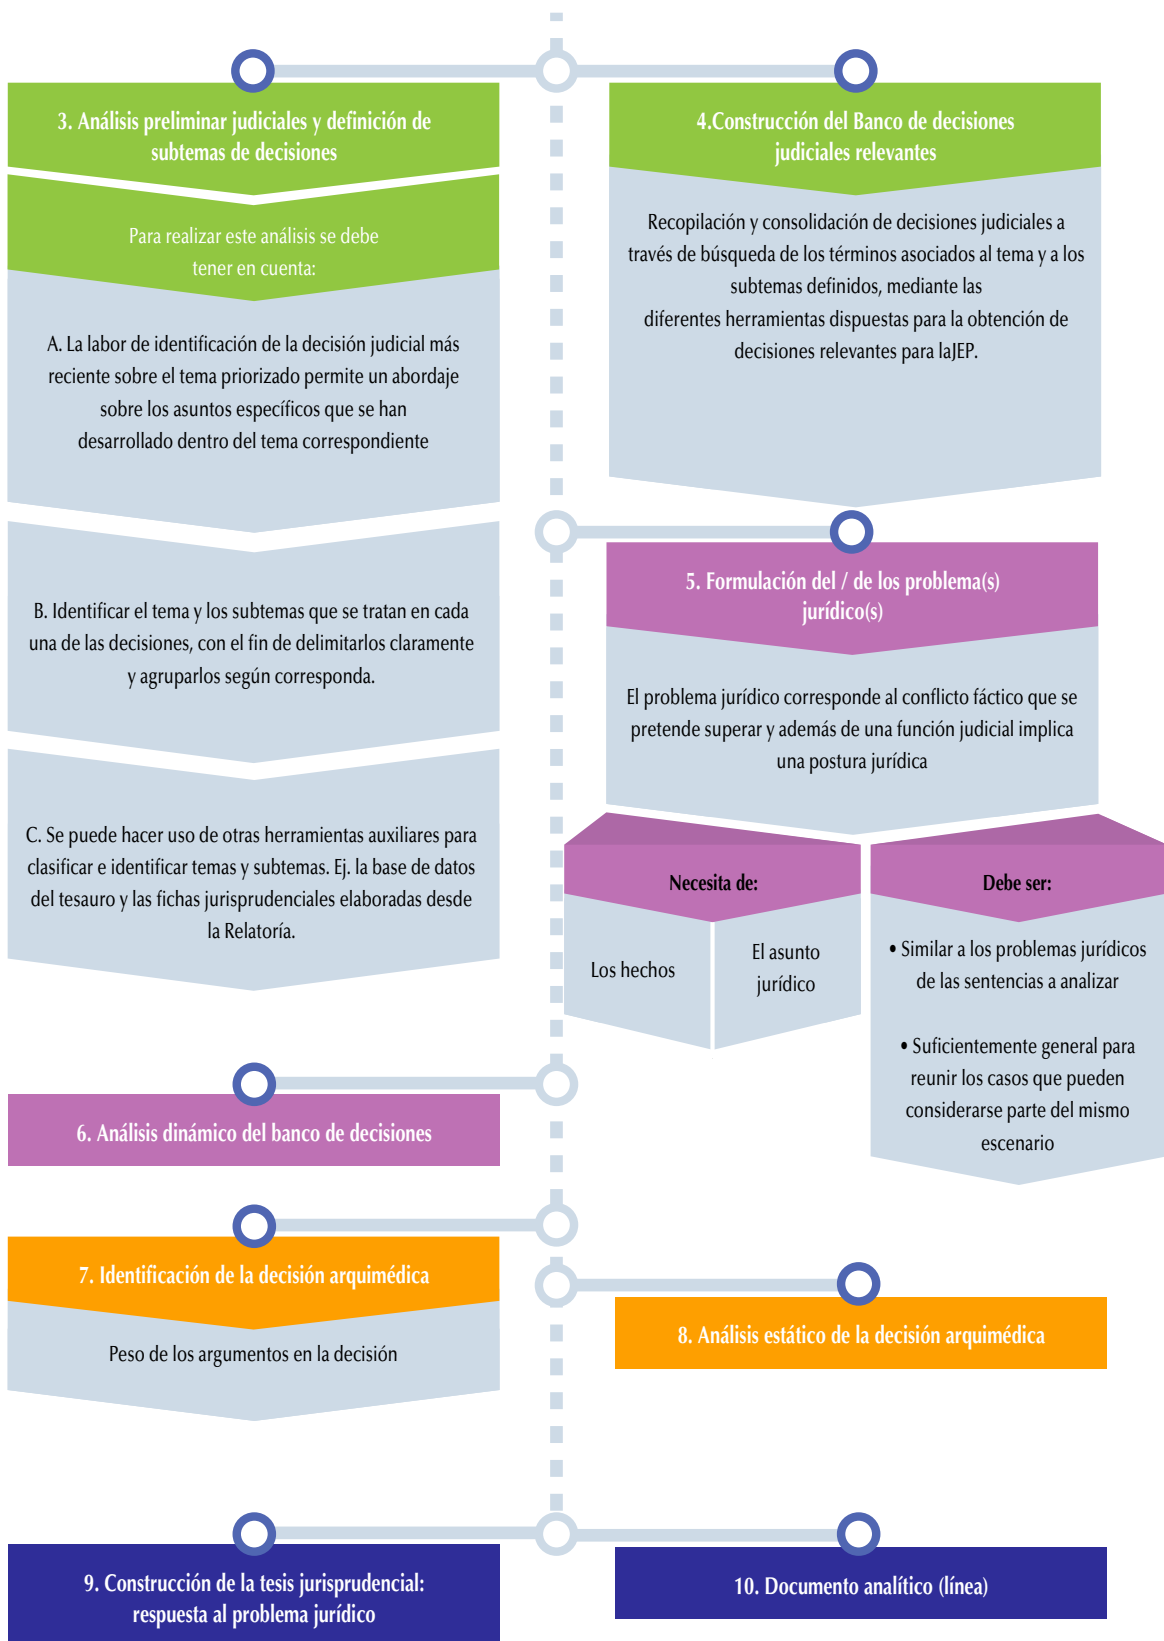 3. Análisis preliminar judiciales y definición de
subtemas de decisiones
Para realizar este análisis se debe
tener en cuenta:
A. La labor de identificación de la decisión judicial más
reciente sobre el tema priorizado permite un abordaje
sobre los asuntos específicos que se han
desarrollado dentro del tema correspondiente
B. Identificar el tema y los subtemas que se tratan en cada
una de las decisiones, con el fin de delimitarlos claramente
y agruparlos según corresponda.
C. Se puede hacer uso de otras herramientas auxiliares para
clasificar e identificar temas y subtemas. Ej. la base de datos
del tesauro y las fichas jurisprudenciales elaboradas desde
la Relatoría.
4.Construcción del Banco de decisiones
judiciales relevantes
Recopilación y consolidación de decisiones judiciales a
través de búsqueda de los términos asociados al tema y a los
subtemas definidos, mediante las
diferentes herramientas dispuestas para la obtención de
decisiones relevantes para laJEP.
5. Formulación del / de los problema(s)
jurídico(s)
El problema jurídico corresponde al conflicto fáctico que se
pretende superar y además de una función judicial implica
una postura jurídica
Necesita de:
Los hechos
El asunto
jurídico
Debe ser:
• Similar a los problemas jurídicos
de las sentencias a analizar
• Suficientemente general para
reunir los casos que pueden
considerarse parte del mismo
escenario
6. Análisis dinámico del banco de decisiones
7. Identificación de la decisión arquimédica
Peso de los argumentos en la decisión
8. Análisis estático de la decisión arquimédica
9. Construcción de la tesis jurisprudencial:
respuesta al problema jurídico
10. Documento analítico (línea)